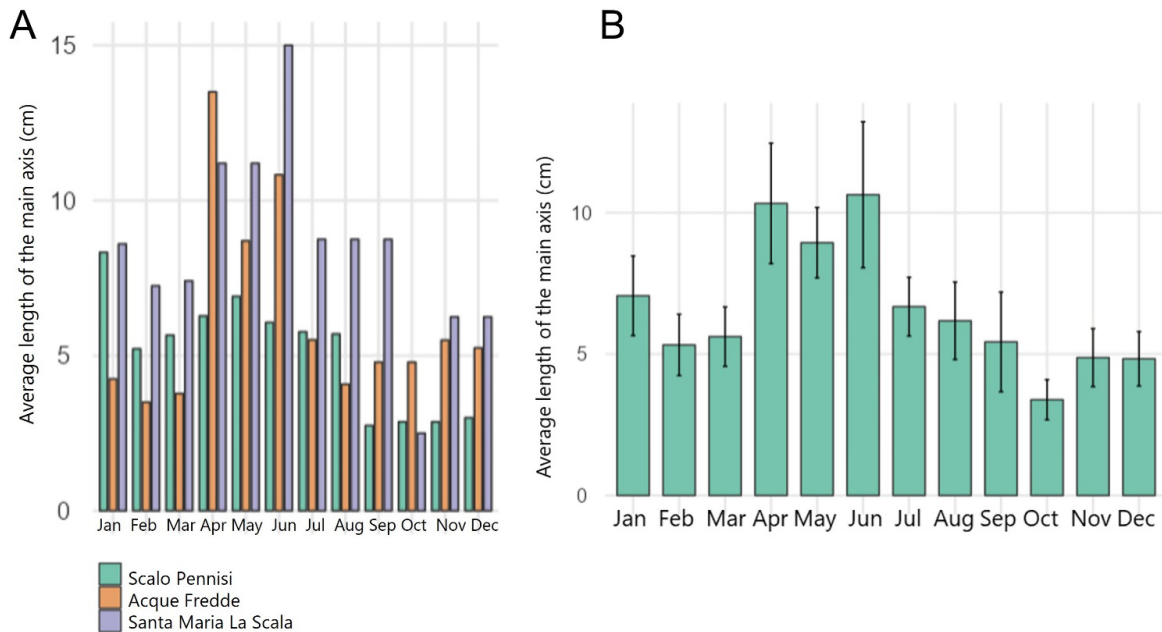 A
Average length of the main axis (cm)
15
10
5
0
Jan Feb Mar Apr May Jun Jul Aug Sep Oct Nov Dec
Scalo Pennisi
Acque Fredde
Santa Maria La Scala
B
Average length of the main axis (cm)
10
5
0
Jan Feb Mar Apr May Jun Jul Aug Sep Oct Nov Dec